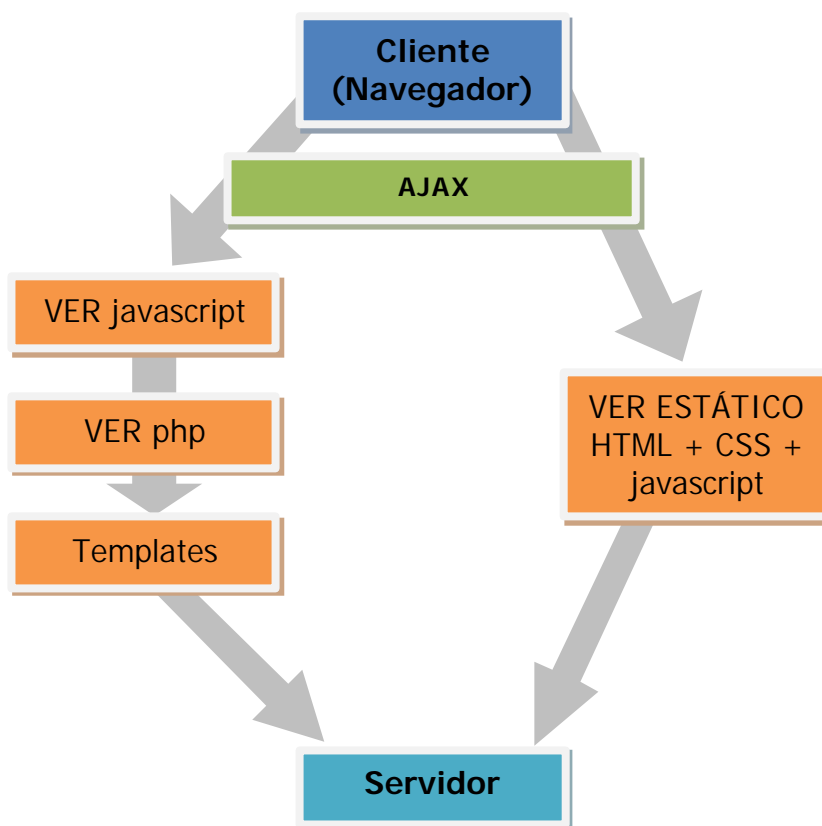 Cliente
(Navegador)
AJAX
VER javascript
VER php
Templates
VER ESTÁTICO
HTML + CSS +
javascript
Servidor